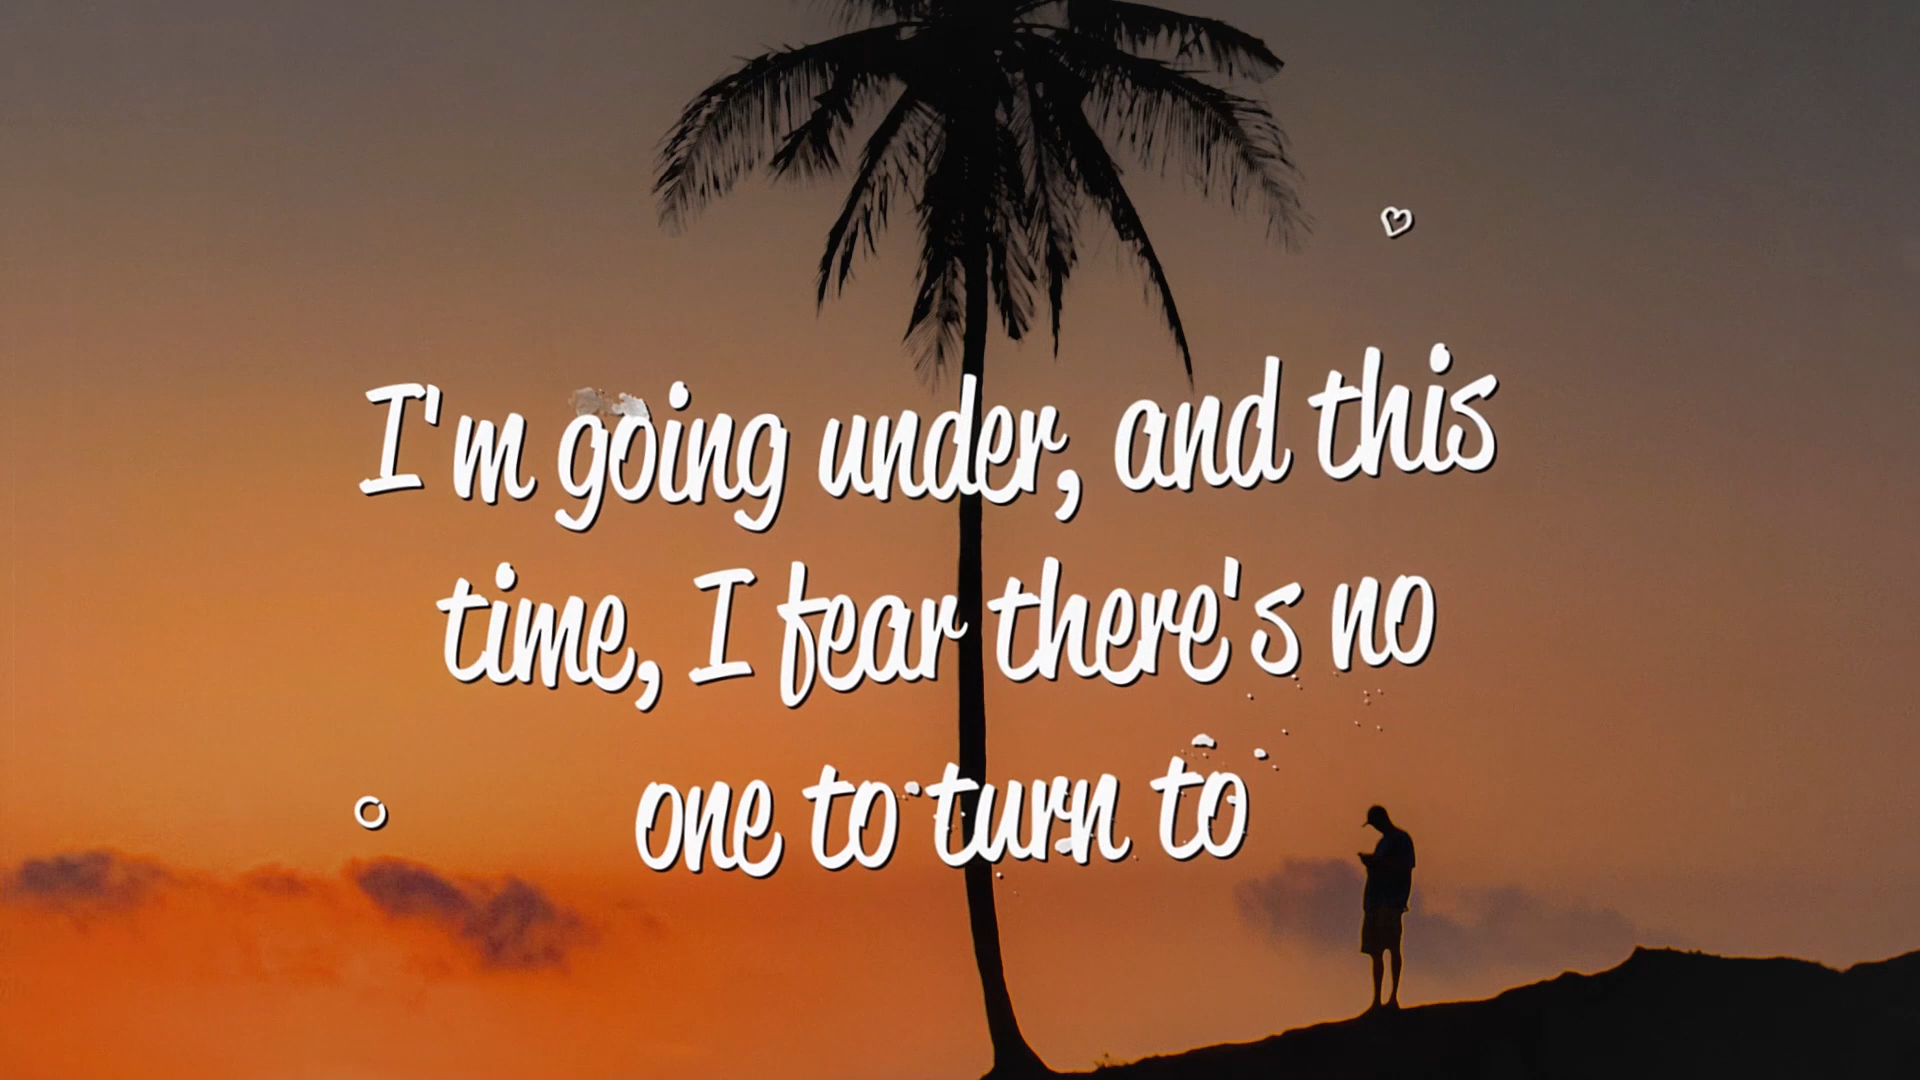 I'm going under, and this
time, I fear there's no
one to turn to